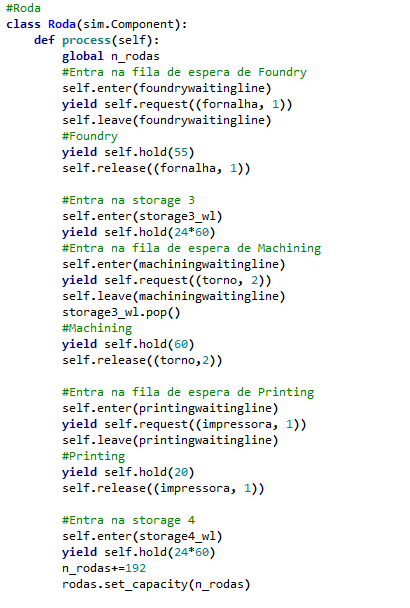 #Roda
class Roda(sim.Component):
    def process(self):
        global n_rodas
        #Entra na fila de espera de Foundry
        self.enter(foundrywaitingline)
        yield self.request((fornalha, 1))
        self.leave(foundrywaitingline)
        #Foundry
        yield self.hold(55)
        self.release((fornalha, 1))

        #Entra na storage 3
        self.enter(storage3_wl)
        yield self.hold(24*60)
        #Entra na fila de espera de Machining
        self.enter(machiningwaitingline)
        yield self.request((torno, 2))
        self.leave(machiningwaitingline)
        storage3_wl.pop()
        #Machining
        yield self.hold(60)
        self.release((torno,2))

        #Entra na fila de espera de Printing
        self.enter(printingwaitingline)
        yield self.request((impressora, 1))
        self.leave(printingwaitingline)
        #Printing
        yield self.hold(20)
        self.release((impressora, 1))

        #Entra na storage 4
        self.enter(storage4_wl)
        yield self.hold(24*60)
        n_rodas+=192
        rodas.set_capacity(n_rodas)